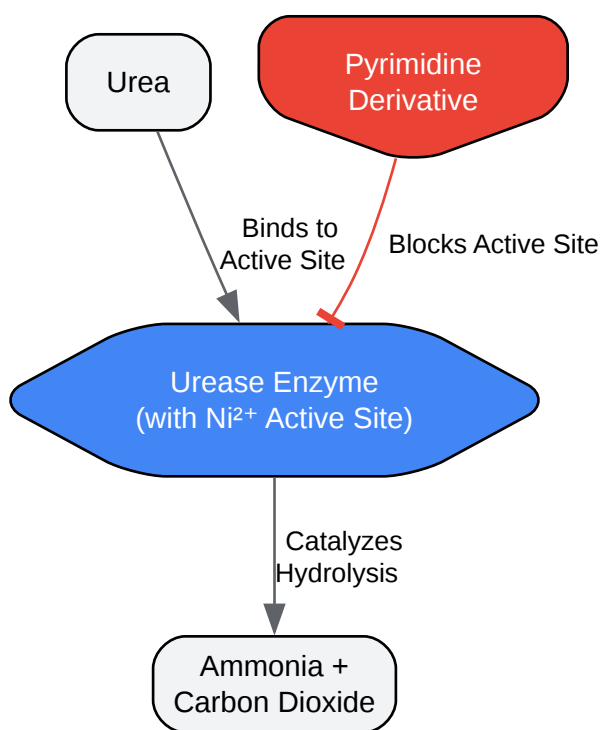 Urea
Pyrimidine
Derivative
Binds to
Active Site
Blocks Active Site
Urease Enzyme
(with Ni²⁺ Active Site)
Catalyzes
Hydrolysis
Ammonia +
Carbon Dioxide